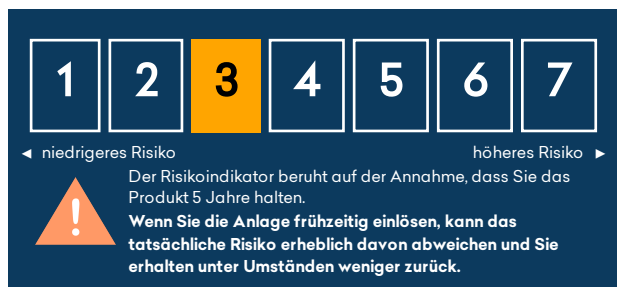 1 2 3 4 5 6 7
◄ niedrigeres Risiko höheres Risiko ►
Der Risikoindikator beruht auf der Annahme, dass Sie das
Produkt 5 Jahre halten.
Wenn Sie die Anlage frühzeitig einlösen, kann das
tatsächliche Risiko erheblich davon abweichen und Sie
erhalten unter Umständen weniger zurück.